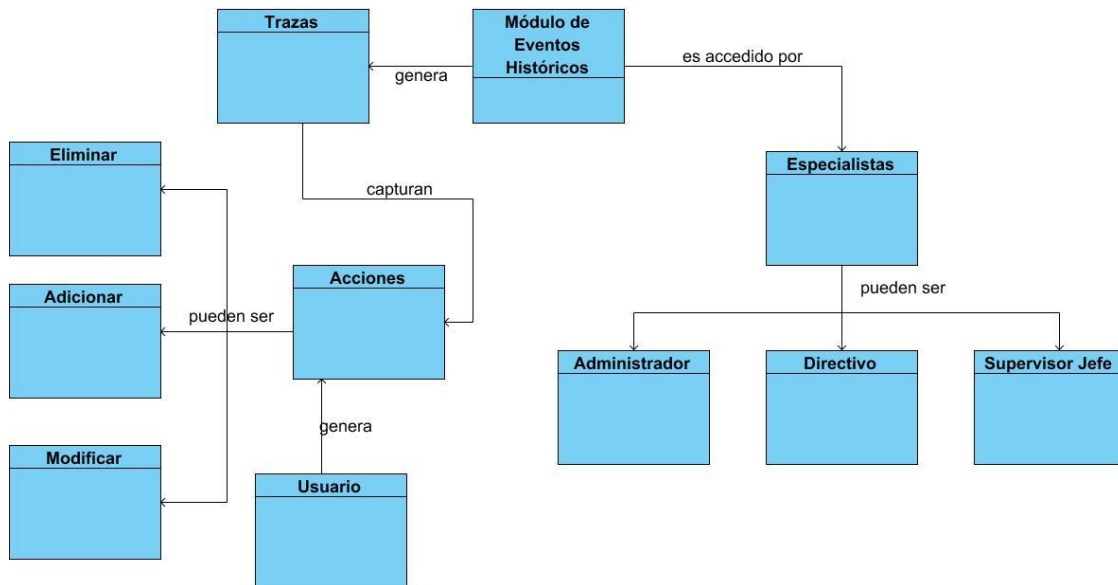 Trazas
Módulo de
Eventos
Históricos
genera
es accedido por
Eliminar
Especialistas
capturan
Acciones
Adicionar
pueden ser
pueden ser
Administrador
Directivo
Supervisor Jefe
genera
Modificar
Usuario